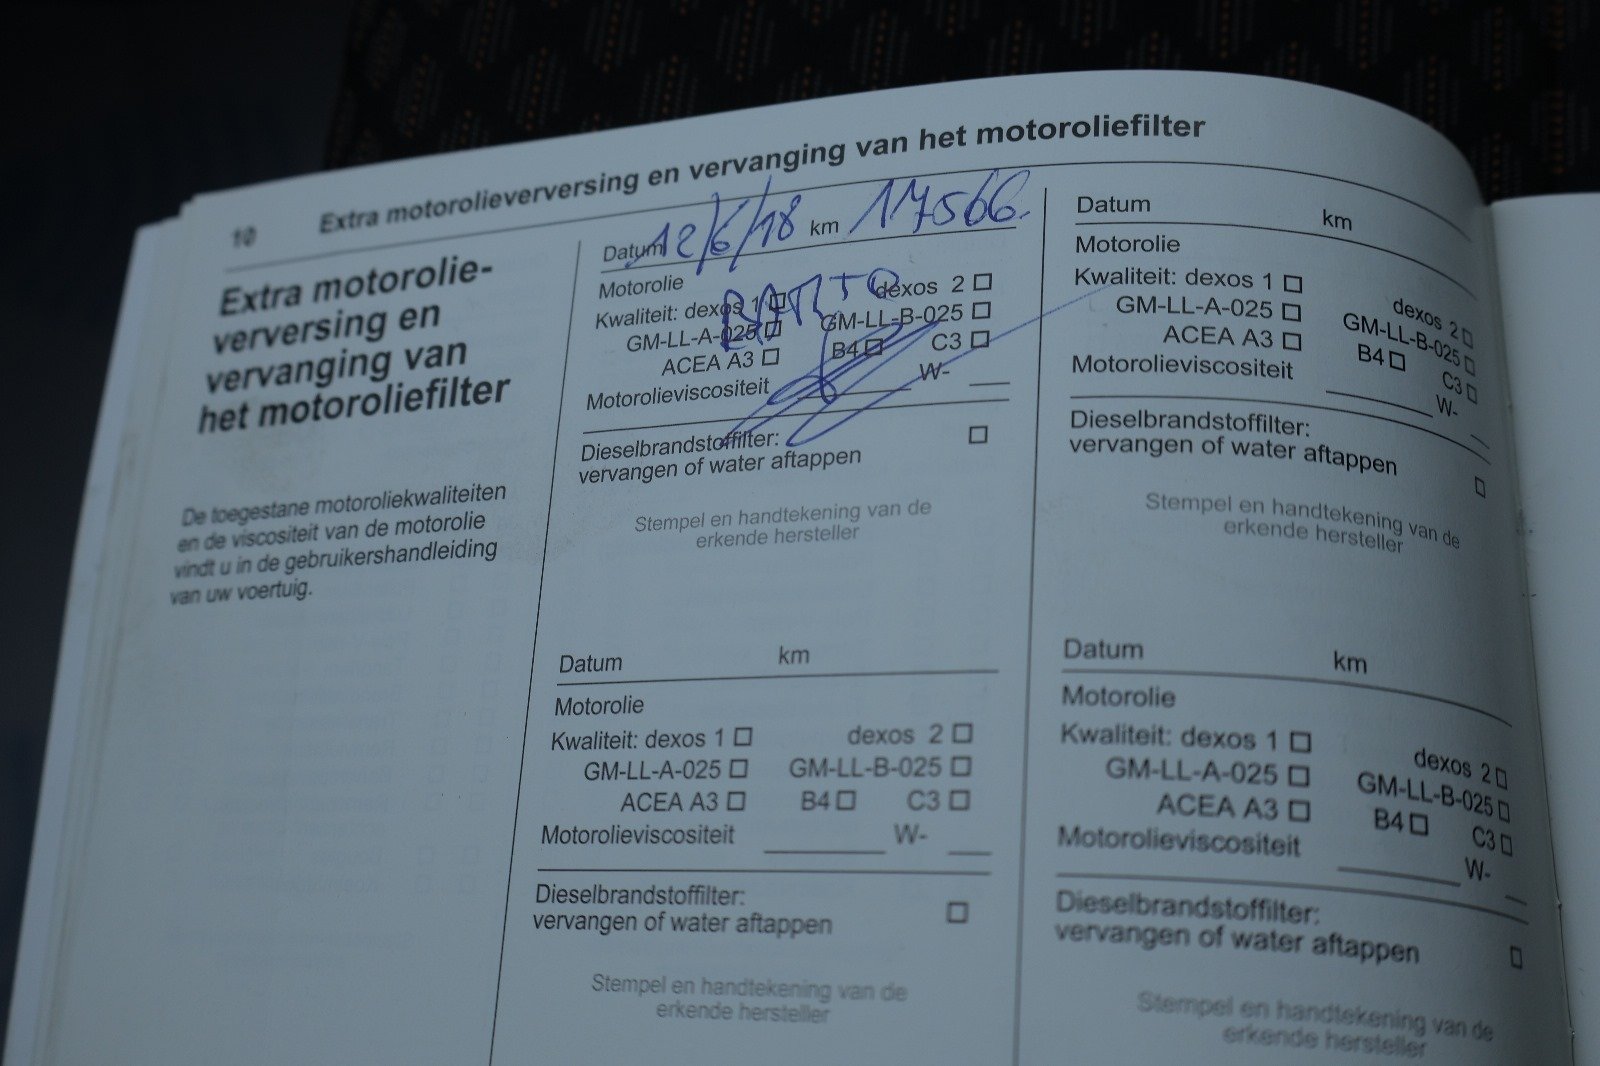 10 Extra motorolieverversing en vervanging van het motoroliefilter
Extra motorolie-
verversing en
vervanging van
het motoroliefilter
De toegestane motoroliekwaliteiten
en de viscositeit van de motorolie
vindt u in de gebruikershandleiding
van uw voertuig.
Datum 12/6/18 km 17566
Motorolie
Kwaliteit: dexos 1 dexos 2
GM-LL-A-025 GM-LL-B-025
ACEA A3 B4 C3
Motorolieviscositeit W-
Dieselbrandstoffilter:
vervangen of water aftappen
Stempel en handtekening van de
erkende hersteller
Datum km
Motorolie
Kwaliteit: dexos 1 dexos 2
GM-LL-A-025 GM-LL-B-025
ACEA A3 B4 C3
Motorolieviscositeit W-
Dieselbrandstoffilter:
vervangen of water aftappen
Stempel en handtekening van de
erkende hersteller
Datum km
Motorolie
Kwaliteit: dexos 1 dexos 2
GM-LL-A-025 GM-LL-B-025
ACEA A3 B4 C3
Motorolieviscositeit W-
Dieselbrandstoffilter:
vervangen of water aftappen
Stempel en handtekening van de
erkende hersteller
Datum km
Motorolie
Kwaliteit: dexos 1 dexos 2
GM-LL-A-025 GM-LL-B-025
ACEA A3 B4 C3
Motorolieviscositeit W-
Dieselbrandstoffilter:
vervangen of water aftappen
Stempel en handtekening van de
erkende hersteller